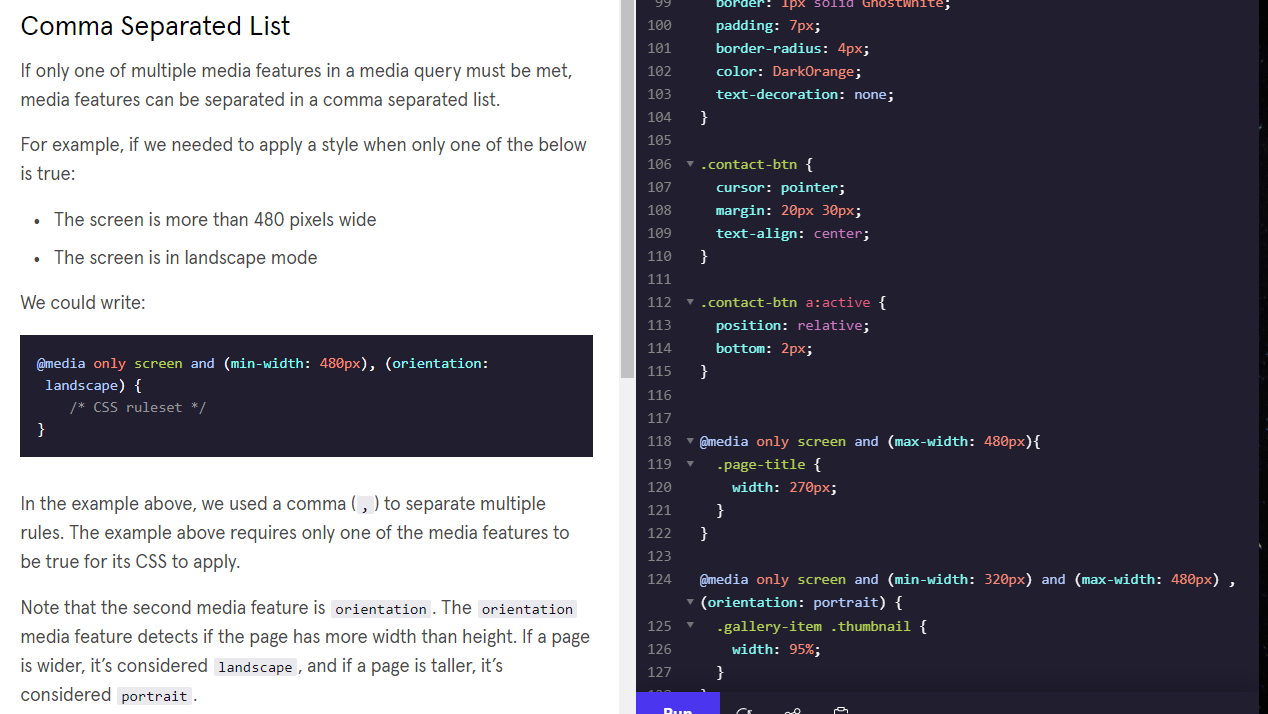 Comma Separated List
If only one of multiple media features in a media query must be met,
media features can be separated in a comma separated list.
For example, if we needed to apply a style when only one of the below
is true:
• The screen is more than 480 pixels wide
• The screen is in landscape mode
We could write:
@media only screen and (min-width: 480px), (orientation:
landscape) {
/* CSS ruleset */
}
In the example above, we used a comma ( , ) to separate multiple
rules. The example above requires only one of the media features to
be true for its CSS to apply.
Note that the second media feature is orientation. The orientation
media feature detects if the page has more width than height. If a page
is wider, it’s considered landscape, and if a page is taller, it’s
considered portrait.
99 border: 1px solid GhostWhite;
100 padding: 7px;
101 border-radius: 4px;
102 color: DarkOrange;
103 text-decoration: none;
104 }
105
106 .contact-btn {
107 cursor: pointer;
108 margin: 20px 30px;
109 text-align: center;
110 }
111
112 .contact-btn a:active {
113 position: relative;
114 bottom: 2px;
115 }
116
117
118 @media only screen and (max-width: 480px){
119 .page-title {
120 width: 270px;
121 }
122 }
123
124 @media only screen and (min-width: 320px) and (max-width: 480px) ,
(orientation: portrait) {
125 .gallery-item .thumbnail {
126 width: 95%;
127 }
128 }
Run